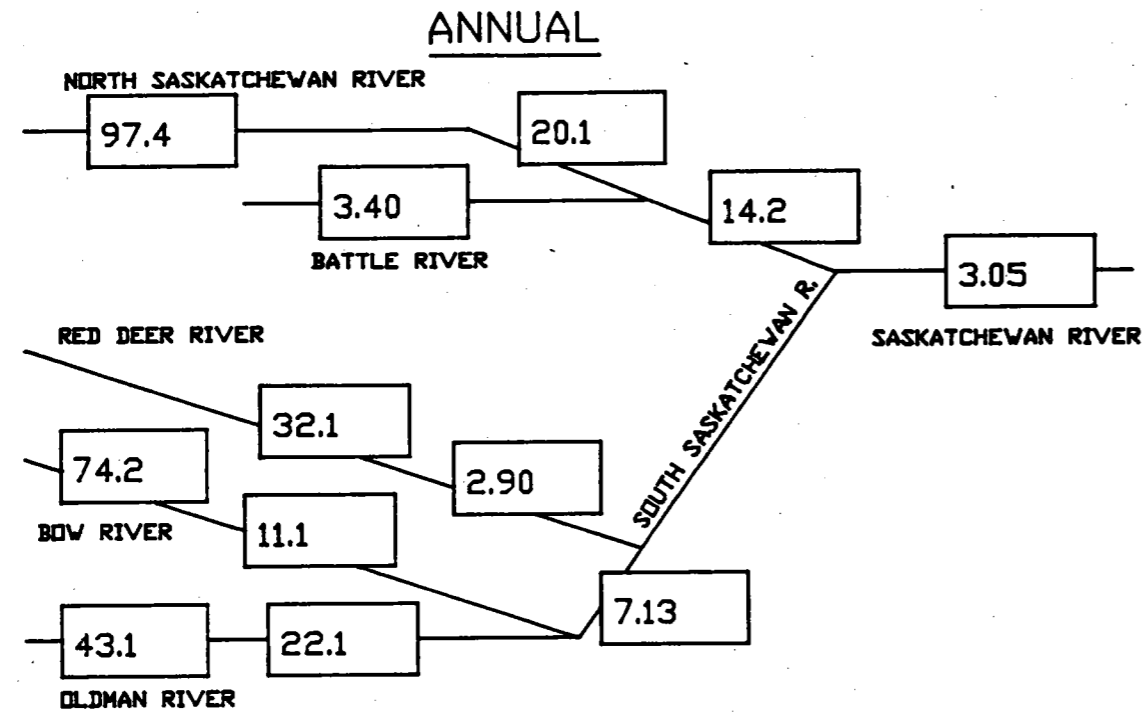 ANNUAL
NORTH SASKATCHEWAN RIVER
97.4
20.1
3.40
BATTLE RIVER
14.2
3.05
SASKATCHEWAN RIVER
RED DEER RIVER
32.1
74.2
BOW RIVER
2.90
11.1
SOUTH SASKATCHEWAN R.
7.13
43.1
22.1
OLDMAN RIVER